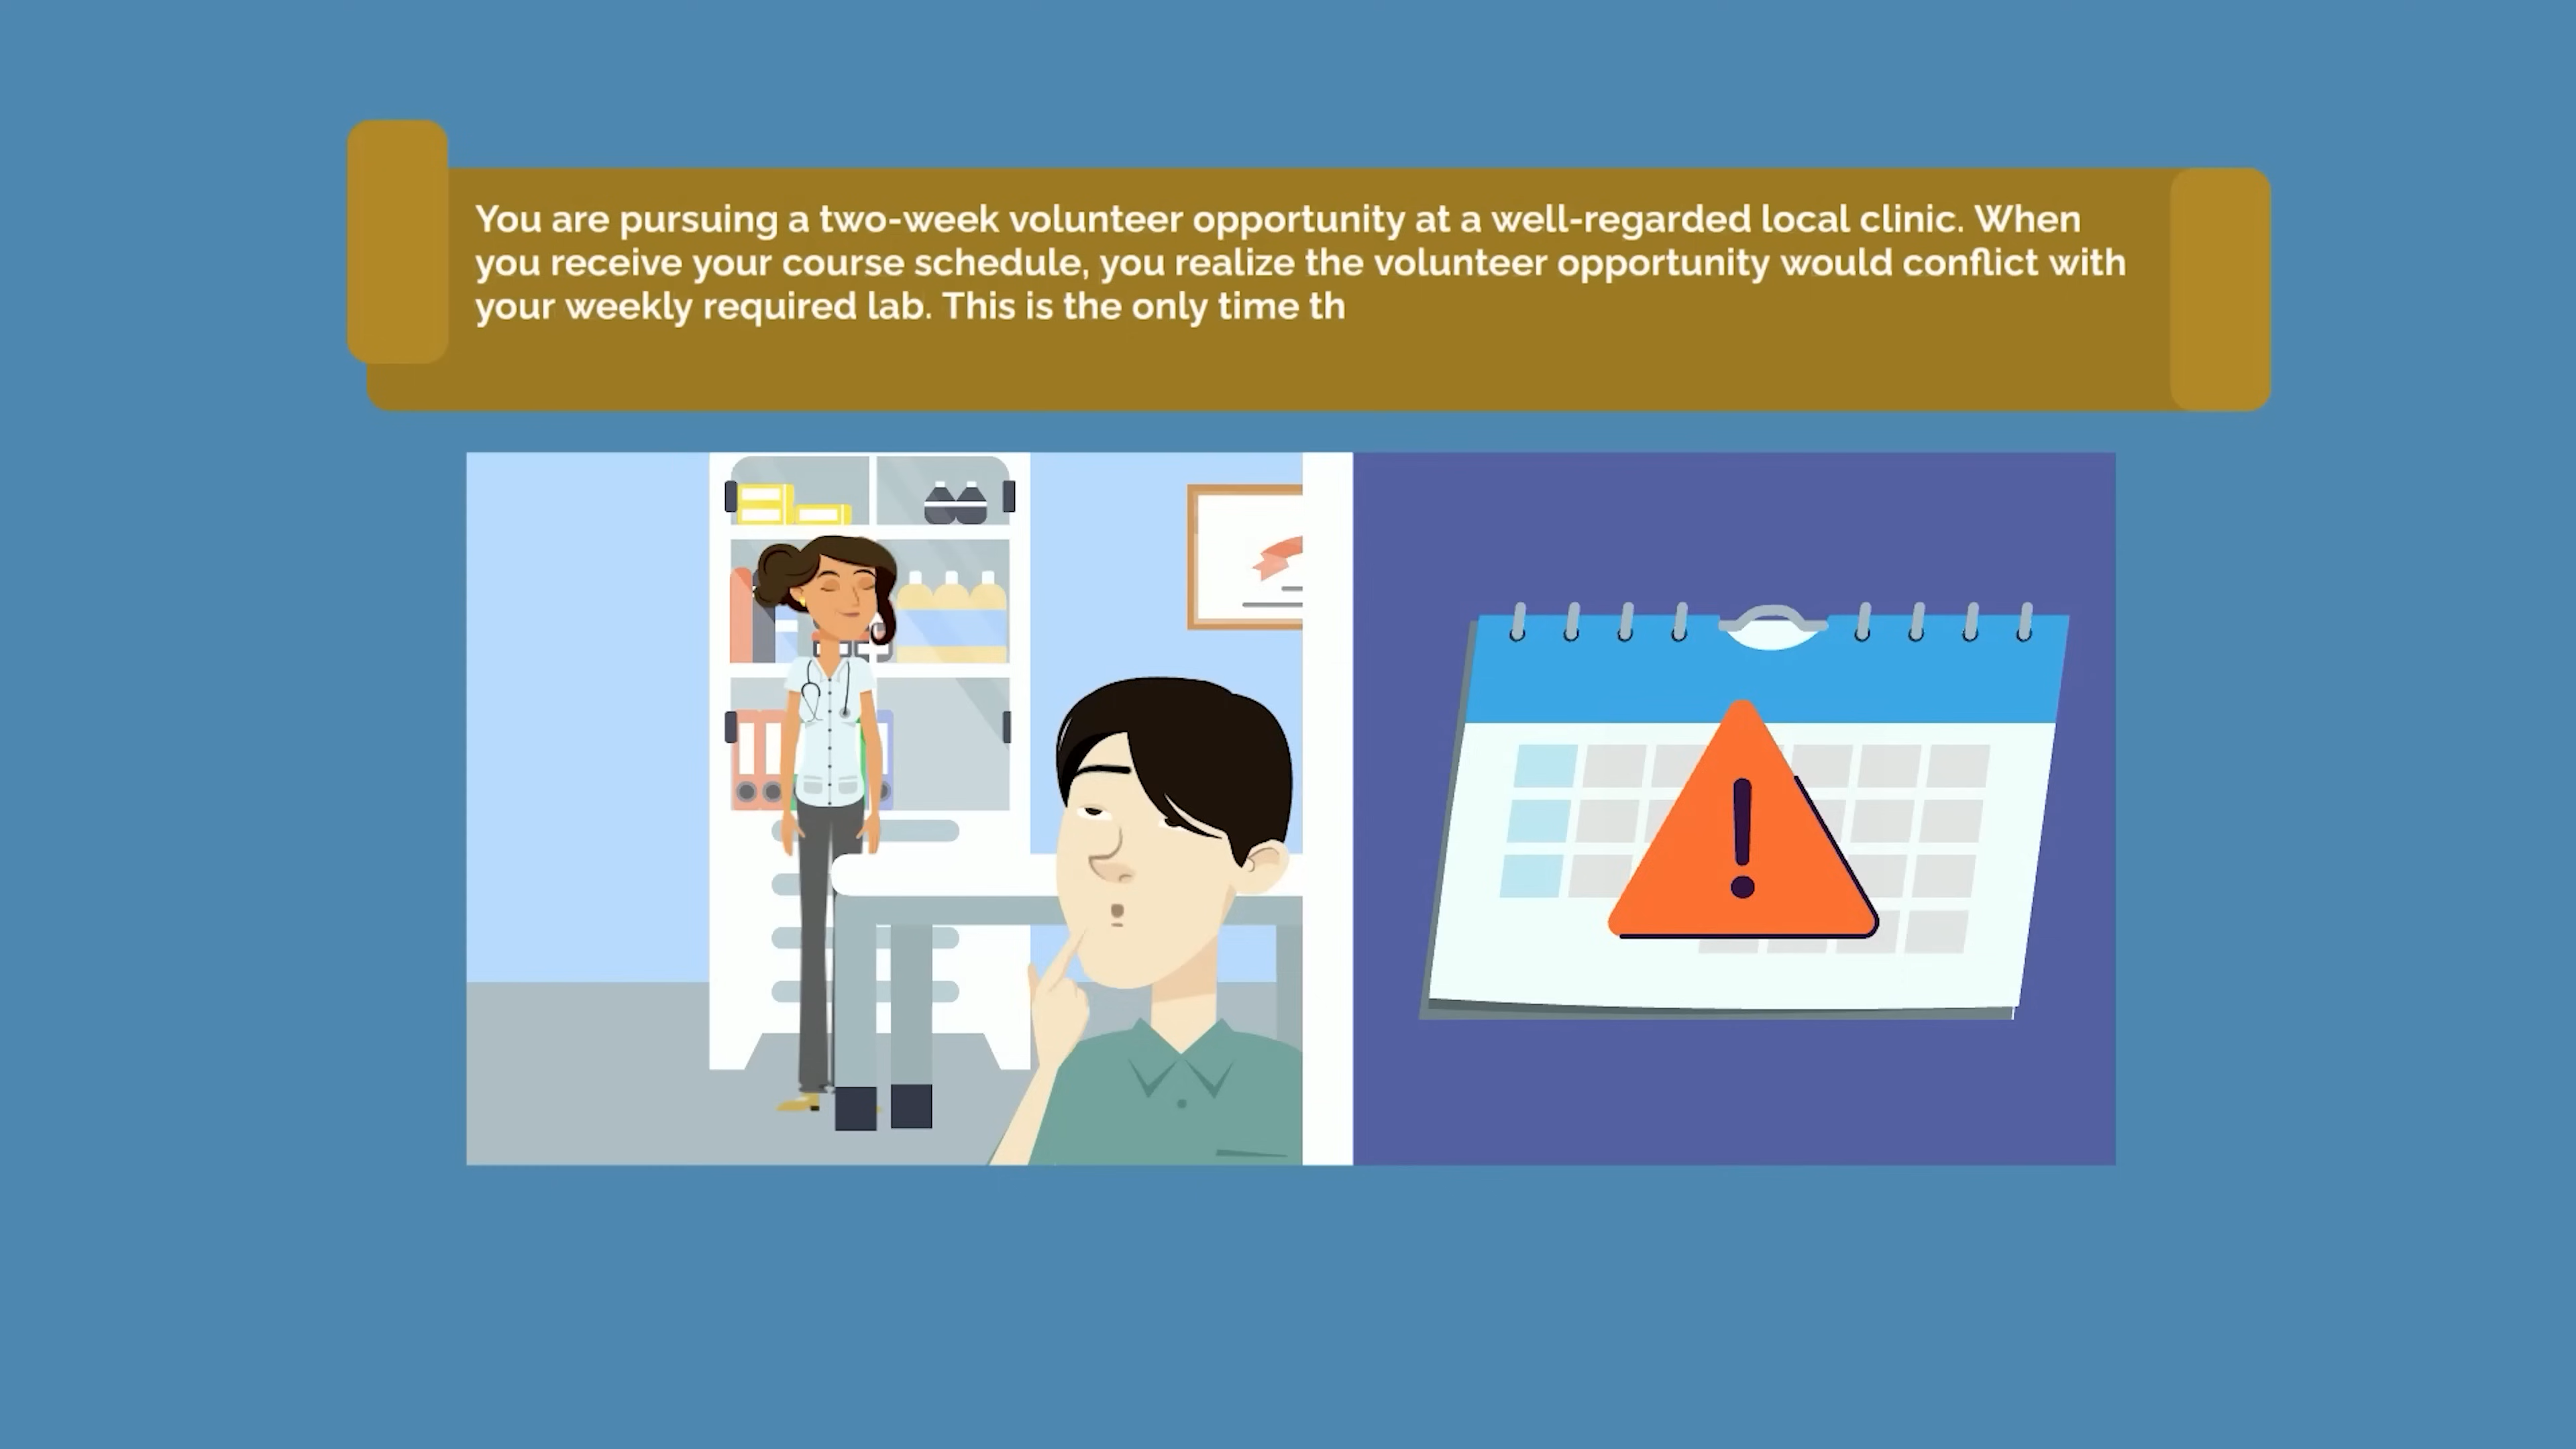 You are pursuing a two-week volunteer opportunity at a well-regarded local clinic. When
you receive your course schedule, you realize the volunteer opportunity would conflict with
your weekly required lab. This is the only time th